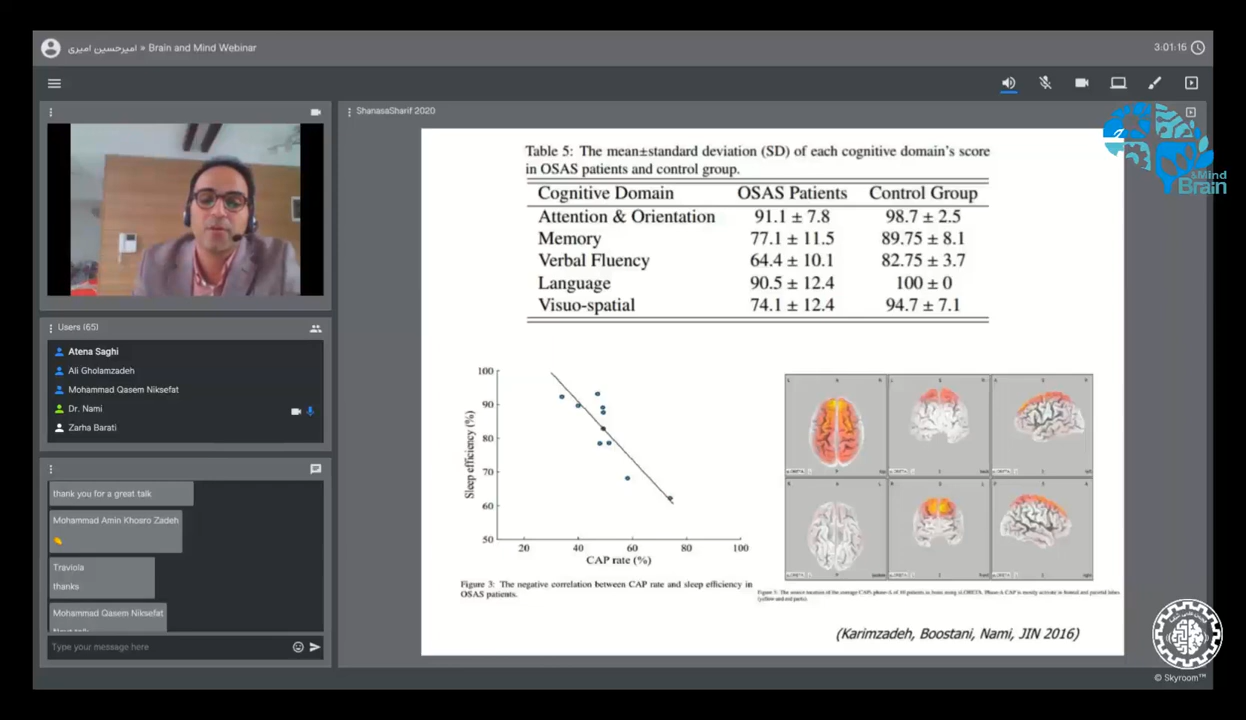 امیرحسین امیری » Brain and Mind Webinar
3:01:16
ShanasaSharif 2020
&Mind
Brain
Users (65)
Atena Saghi
Ali Gholamzadeh
Mohammad Qasem Niksefat
Dr. Nami
Zarha Barati
thank you for a great talk
Mohammad Amin Khosro Zadeh
Traviola
thanks
Mohammad Qasem Niksefat
Type your message here
Table 5: The mean±standard deviation (SD) of each cognitive domain's score
in OSAS patients and control group.
Cognitive Domain OSAS Patients Control Group
Attention & Orientation 91.1 ± 7.8 98.7 ± 2.5
Memory 77.1 ± 11.5 89.75 ± 8.1
Verbal Fluency 64.4 ± 10.1 82.75 ± 3.7
Language 90.5 ± 12.4 100 ± 0
Visuo-spatial 74.1 ± 12.4 94.7 ± 7.1
Sleep efficiency (%)
100
90
80
70
60
50
20 40 60 80 100
CAP rate (%)
Figure 3: The negative correlation between CAP rate and sleep efficiency in
OSAS patients.
(yellow and red parts).
(Karimzadeh, Boostani, Nami, JIN 2016)
© Skyroom™